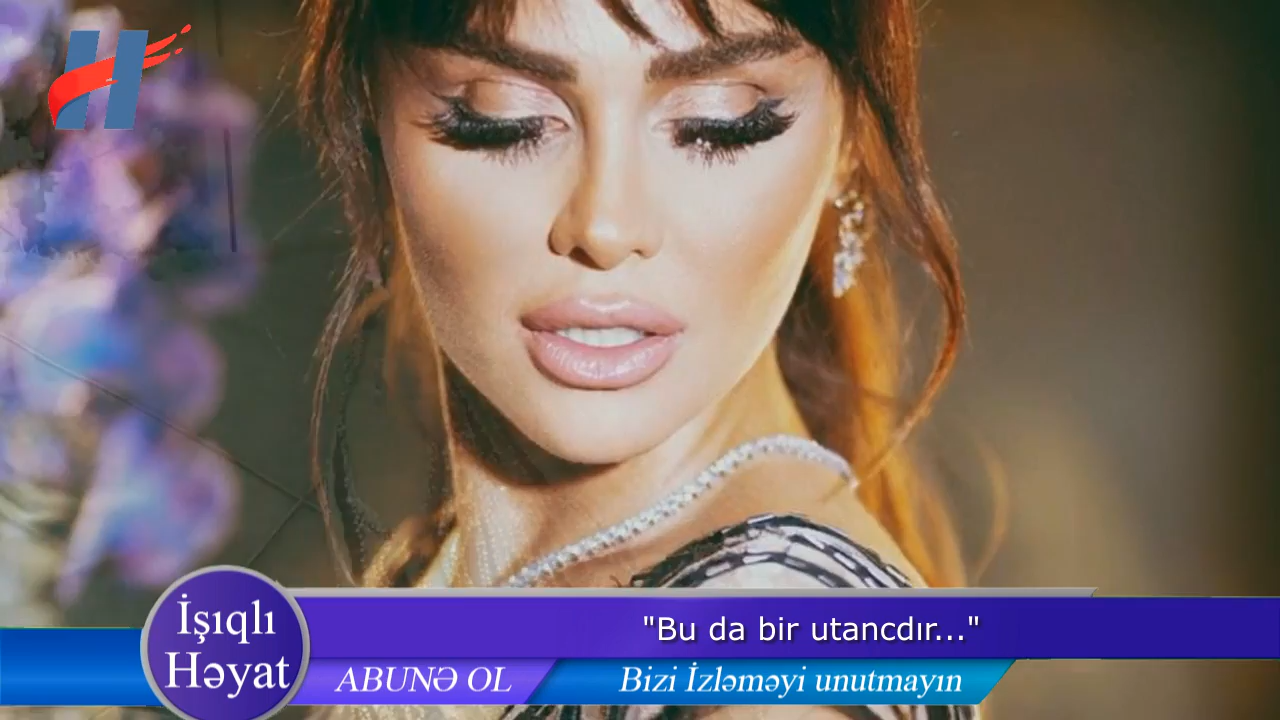 H
"Bu da bir utancdır..."
İşıqlı
Həyat
ABUNƏ OL
Bizi İzləməyi unutmayın